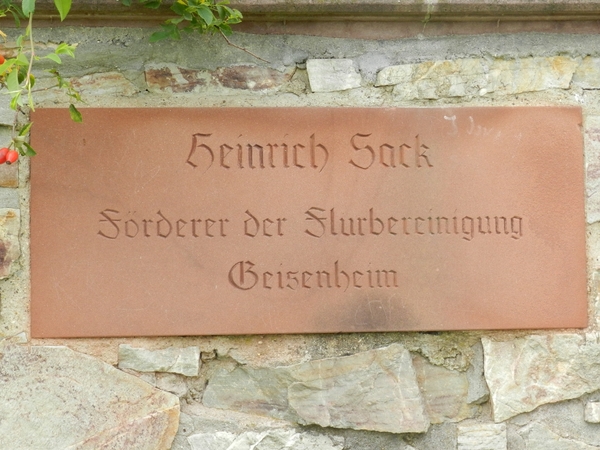 Heinrich Sack
Förderer der Flurbereinigung
Geisenheim